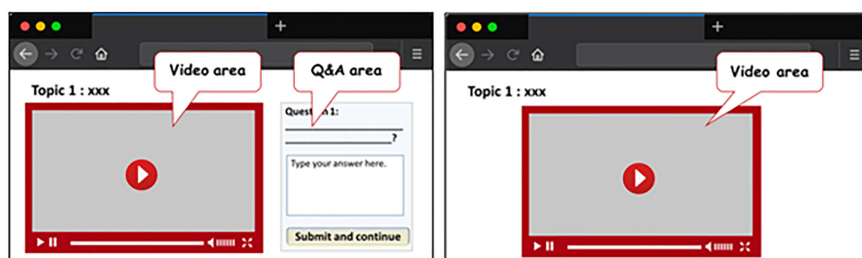 Video area
Q&A area
Topic 1 : xxx
Question 1:
?
Type your answer here.
Submit and continue
Video area
Topic 1 : xxx